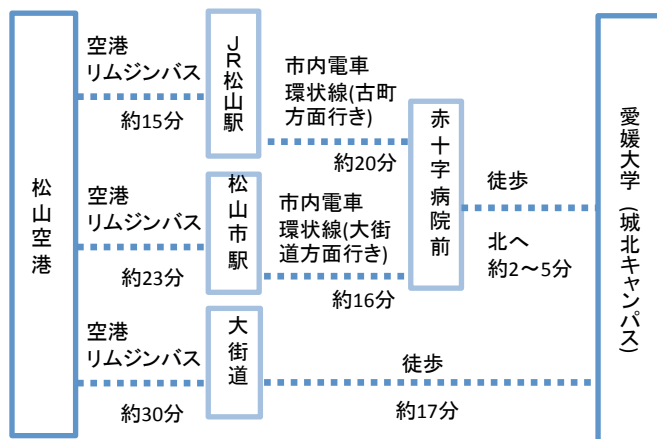 松山空港
空港
リムジンバス
約15分
JR松山駅
市内電車
環状線(古町
方面行き)
約20分
空港
リムジンバス
約23分
松山市駅
市内電車
環状線(大街
道方面行き)
約16分
赤十字病院前
徒歩
北へ
約2～5分
空港
リムジンバス
約30分
大街道
徒歩
約17分
愛媛大学 (城北キャンパス)